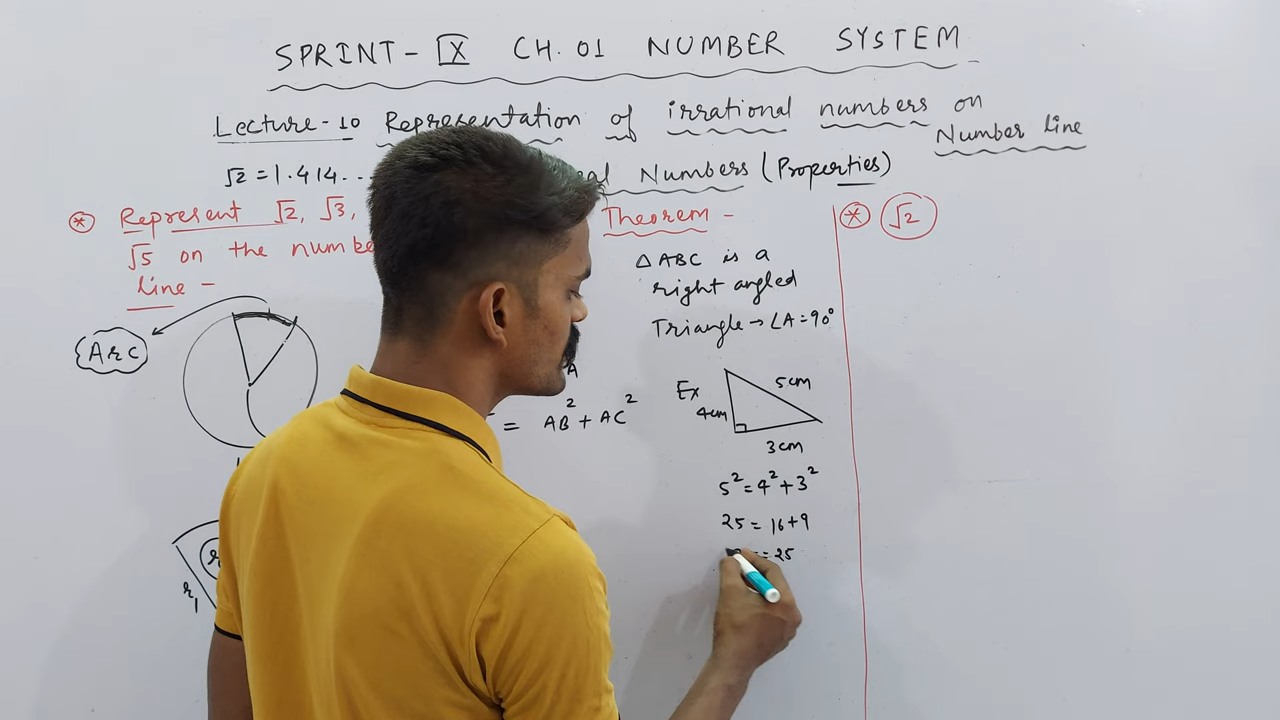 SPRINT-IX CH.01 NUMBER SYSTEM
Lecture-10 Representation of irrational numbers on
Number line
√2 = 1.414... Numbers (Properties)
* Represent √2, √3,
√5 on the
line -
Arc
Theorem -
△ABC is a
right angled
Triangle → ∠A = 90°
A
= AB² + AC²
Ex
5cm
4cm
3cm
5² = 4² + 3²
25 = 16+9
= 25
* √2